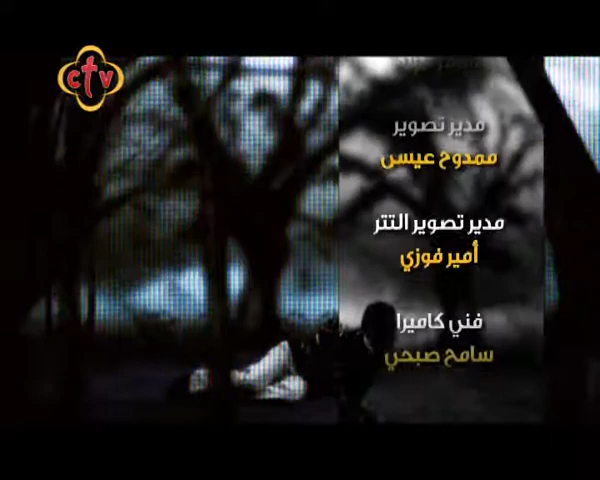 ctv
مدير تصوير
ممدوح عيسى
مدير تصوير التتر
أمير فوزي
فني كاميرا
سامح صبحي